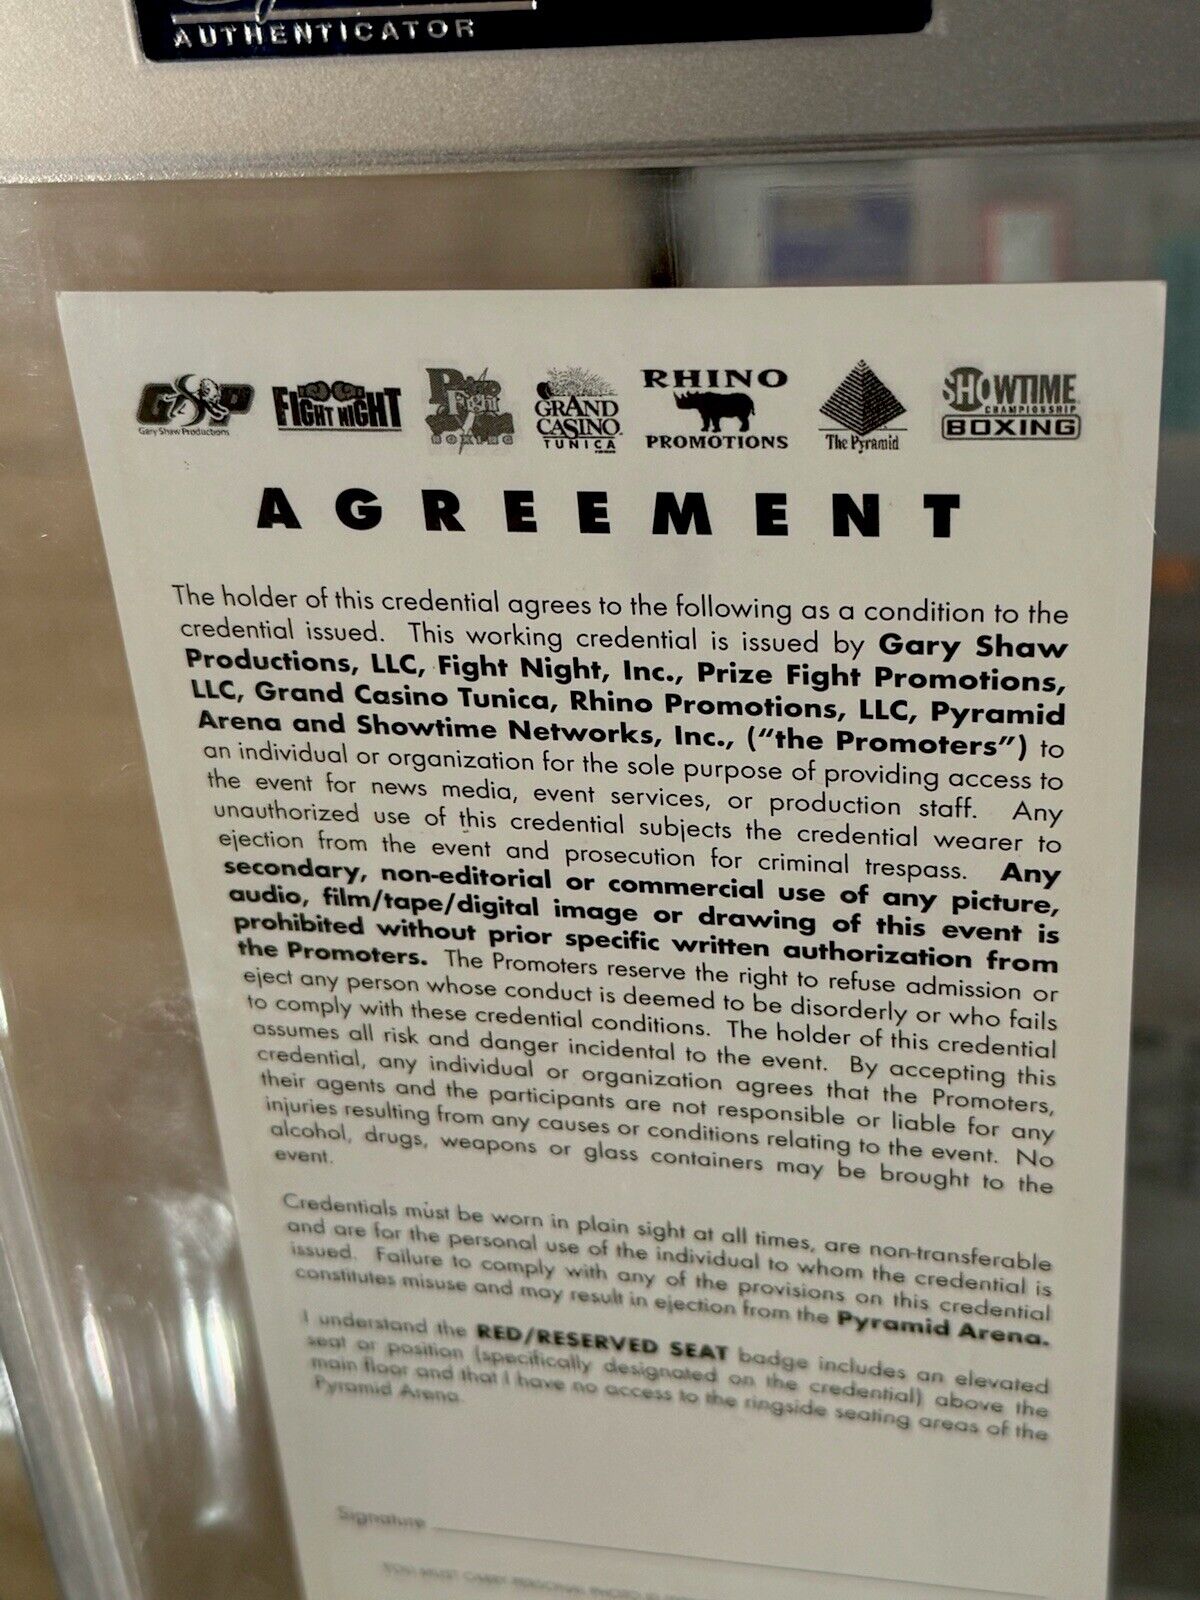 AUTHENTICATOR
G&P
Gary Shaw Productions
FIGHT NIGHT
Prize
Fight
BOXING
GRAND
CASINO
TUNICA
RHINO
PROMOTIONS
The Pyramid
SHOWTIME
CHAMPIONSHIP
BOXING
AGREEMENT
The holder of this credential agrees to the following as a condition to the
credential issued. This working credential is issued by Gary Shaw
Productions, LLC, Fight Night, Inc., Prize Fight Promotions,
LLC, Grand Casino Tunica, Rhino Promotions, LLC, Pyramid
Arena and Showtime Networks, Inc., ("the Promoters") to
an individual or organization for the sole purpose of providing access to
the event for news media, event services, or production staff. Any
unauthorized use of this credential subjects the credential wearer to
ejection from the event and prosecution for criminal trespass. Any
secondary, non-editorial or commercial use of any picture,
audio, film/tape/digital image or drawing of this event is
prohibited without prior specific written authorization from
the Promoters. The Promoters reserve the right to refuse admission or
eject any person whose conduct is deemed to be disorderly or who fails
to comply with these credential conditions. The holder of this credential
assumes all risk and danger incidental to the event. By accepting this
credential, any individual or organization agrees that the Promoters,
their agents and the participants are not responsible or liable for any
injuries resulting from any causes or conditions relating to the event. No
alcohol, drugs, weapons or glass containers may be brought to the
event.
Credentials must be worn in plain sight at all times, are non-transferable
and are for the personal use of the individual to whom the credential is
issued. Failure to comply with any of the provisions on this credential
constitutes misuse and may result in ejection from the Pyramid Arena.
I understand the RED/RESERVED SEAT badge includes an elevated
seat or position (specifically designated on the credential) above the
main floor and that I have no access to the ringside seating areas of the
Pyramid Arena.
Signature
YOU MUST CARRY PERSONAL PHOTO ID